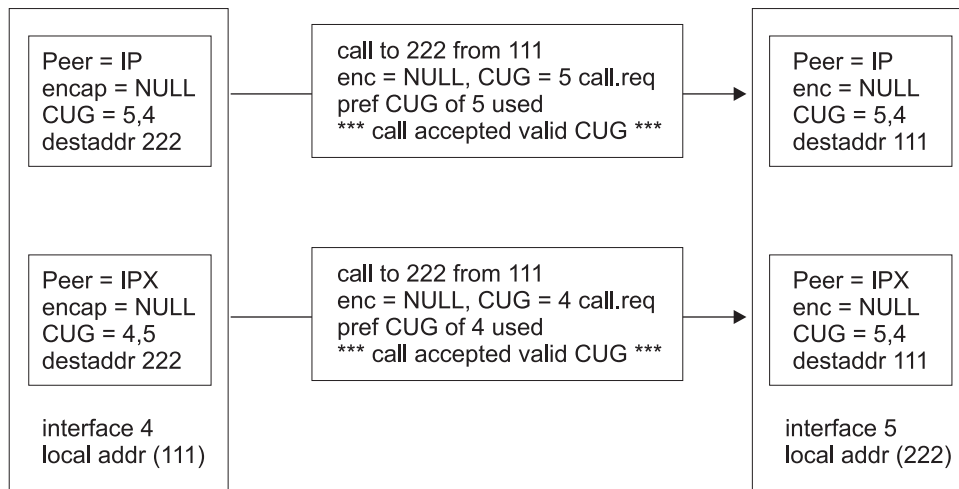 Peer = IP
encap = NULL
CUG = 5,4
destaddr 222
call to 222 from 111
enc = NULL, CUG = 5 call.req
pref CUG of 5 used
*** call accepted valid CUG ***
Peer = IP
enc = NULL
CUG = 5,4
destaddr 111
Peer = IPX
encap = NULL
CUG = 4,5
destaddr 222
call to 222 from 111
enc = NULL, CUG = 4 call.req
pref CUG of 4 used
*** call accepted valid CUG ***
Peer = IPX
enc = NULL
CUG = 5,4
destaddr 111
interface 4
local addr (111)
interface 5
local addr (222)